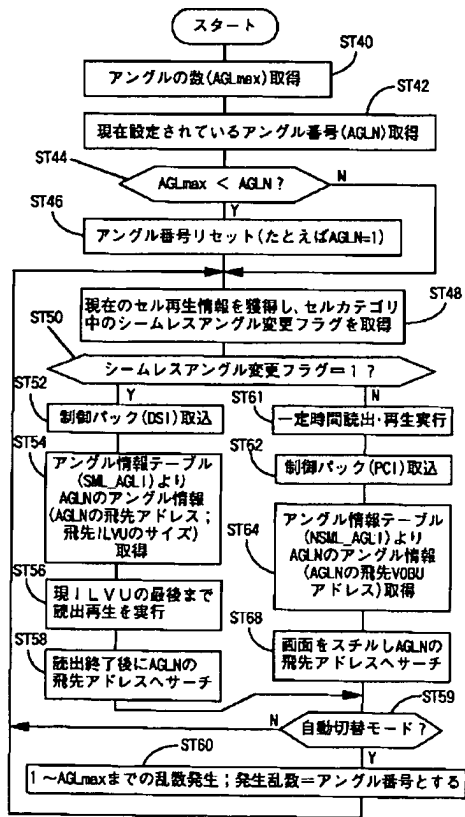 スタート
ST40
アングルの数(AGLmax)取得
ST42
現在設定されているアングル番号(AGLN)取得
ST44
AGLmax < AGLN ?
N
Y
ST46
アングル番号リセット(たとえばAGLN=1)
ST48
現在のセル再生情報を獲得し、セルカテゴリ
中のシームレスアングル変更フラグを取得
ST50
シームレスアングル変更フラグ=1 ?
Y
N
ST52
制御パック(DSI)取込
ST54
アングル情報テーブル
(SML_AGLI)より
AGLNのアングル情報
(AGLNの飛先アドレス;
飛先ILVUのサイズ)
取得
ST56
現ILVUの最後まで
読出再生を実行
ST58
読出終了後にAGLNの
飛先アドレスへサーチ
ST61
一定時間読出・再生実行
ST62
制御パック(PCI)取込
ST64
アングル情報テーブル
(NSML_AGLI)より
AGLNのアングル情報
(AGLNの飛先VOBU
アドレス)取得
ST68
画面をスチルしAGLNの
飛先アドレスへサーチ
ST59
自動切替モード?
N
Y
ST60
1~AGLmaxまでの乱数発生;発生乱数=アングル番号とする